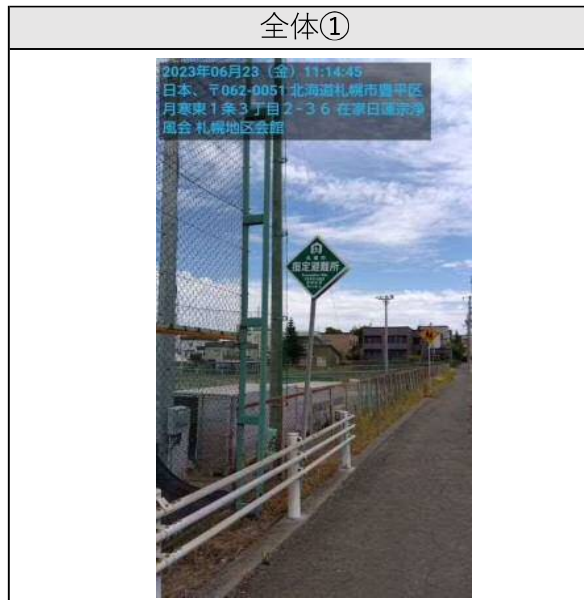 全体①
2023年06月23（金）11:14:45
日本、〒062-0051 北海道札幌市豊平区
月寒東１条３丁目２−３６ 在家日蓮宗浄
風会 札幌地区会館
札幌市
指定避難所